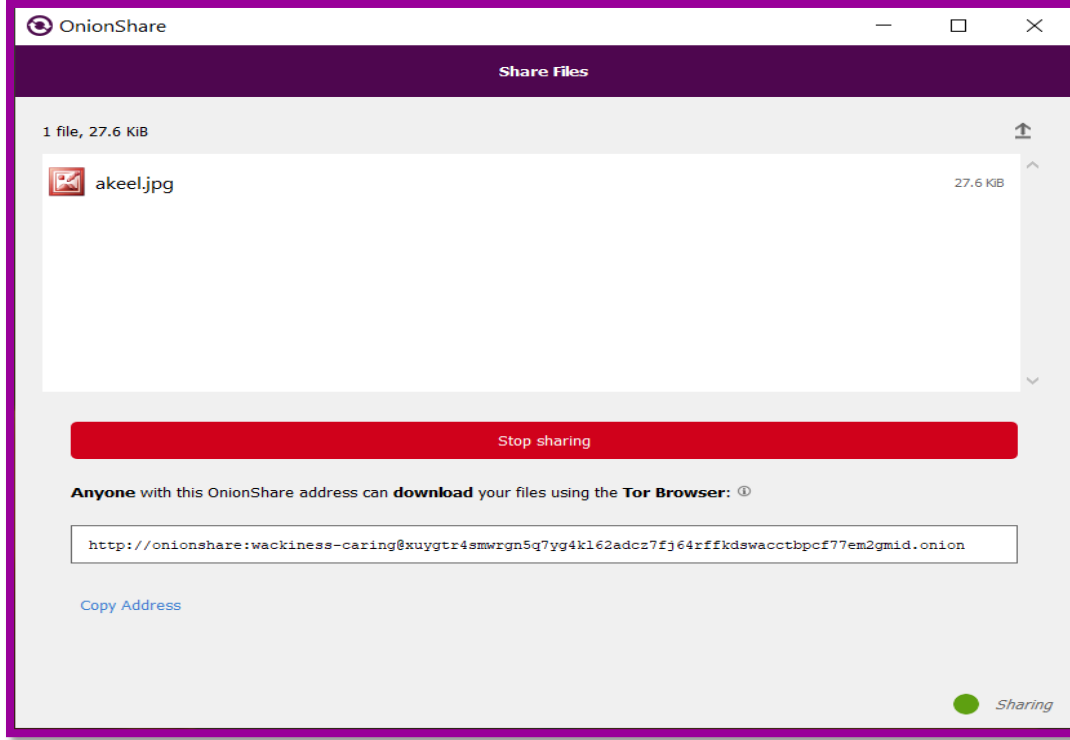 OnionShare
Share Files
1 file, 27.6 KiB
akeel.jpg 27.6 KiB
Stop sharing
Anyone with this OnionShare address can download your files using the Tor Browser: ⓘ
http://onionshare:wackiness-caring@xuygtr4smwrgn5q7yg4kl62adcz7fj64rffkdswacctbpcf77em2gmid.onion
Copy Address
Sharing